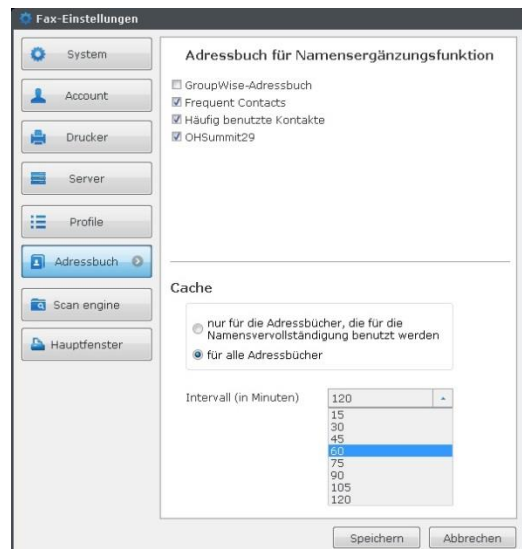 Fax-Einstellungen
System
Account
Drucker
Server
Profile
Adressbuch
Scan engine
Hauptfenster
Adressbuch für Namensergänzungsfunktion
GroupWise-Adressbuch
Frequent Contacts
Häufig benutzte Kontakte
OHSummit29
Cache
nur für die Adressbücher, die für die
Namensvervollständigung benutzt werden
für alle Adressbücher
Intervall (in Minuten)
120
15
30
45
60
75
90
105
120
Speichern
Abbrechen